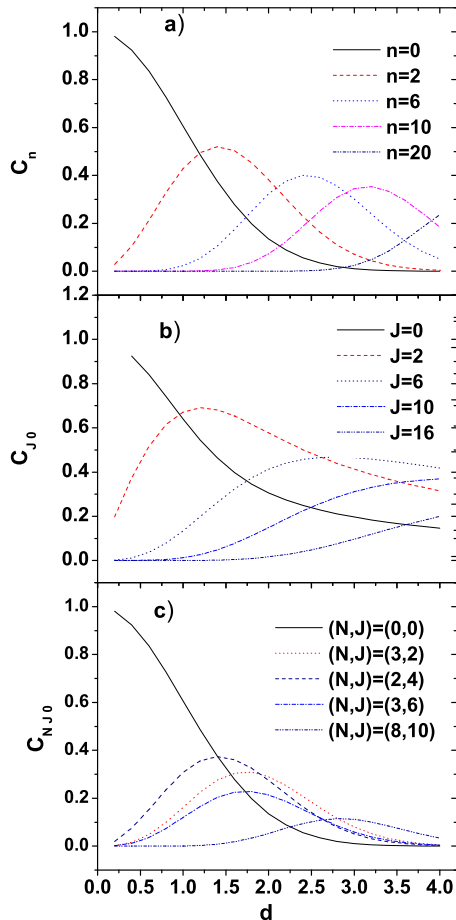 a)
1.0
0.8
0.6
0.4
0.2
0.0
C_n
n=0
n=2
n=6
n=10
n=20
b)
1.2
1.0
0.8
0.6
0.4
0.2
0.0
C_{J 0}
J=0
J=2
J=6
J=10
J=16
c)
1.0
0.8
0.6
0.4
0.2
0.0
C_{N J 0}
(N,J)=(0,0)
(N,J)=(3,2)
(N,J)=(2,4)
(N,J)=(3,6)
(N,J)=(8,10)
0.0 0.5 1.0 1.5 2.0 2.5 3.0 3.5 4.0
d